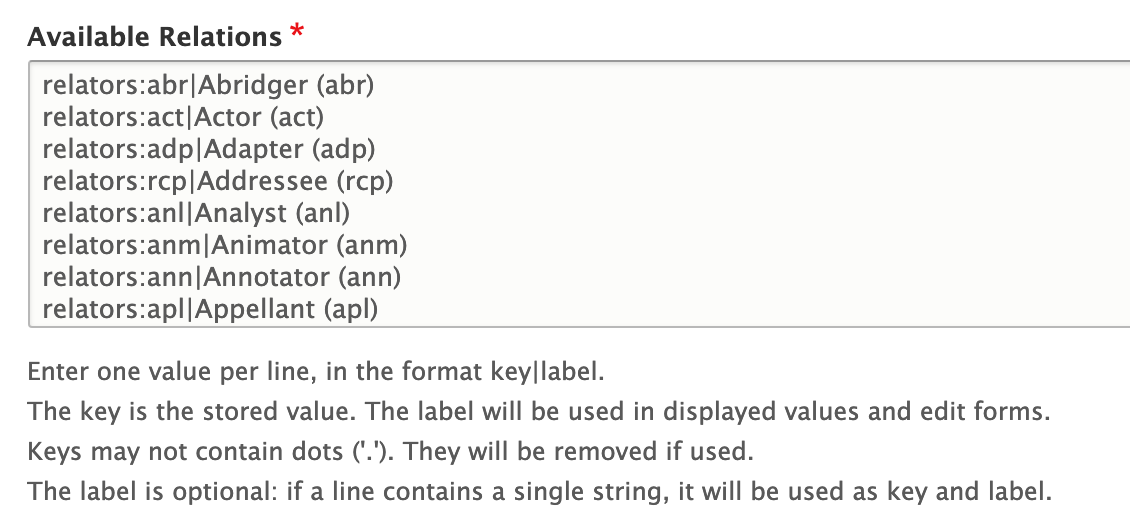 Available Relations *
relators:abr|Abridger (abr)
relators:act|Actor (act)
relators:adp|Adapter (adp)
relators:rcp|Addressee (rcp)
relators:anl|Analyst (anl)
relators:anm|Animator (anm)
relators:ann|Annotator (ann)
relators:apl|Appellant (apl)
Enter one value per line, in the format key|label.
The key is the stored value. The label will be used in displayed values and edit forms.
Keys may not contain dots ('.'). They will be removed if used.
The label is optional: if a line contains a single string, it will be used as key and label.